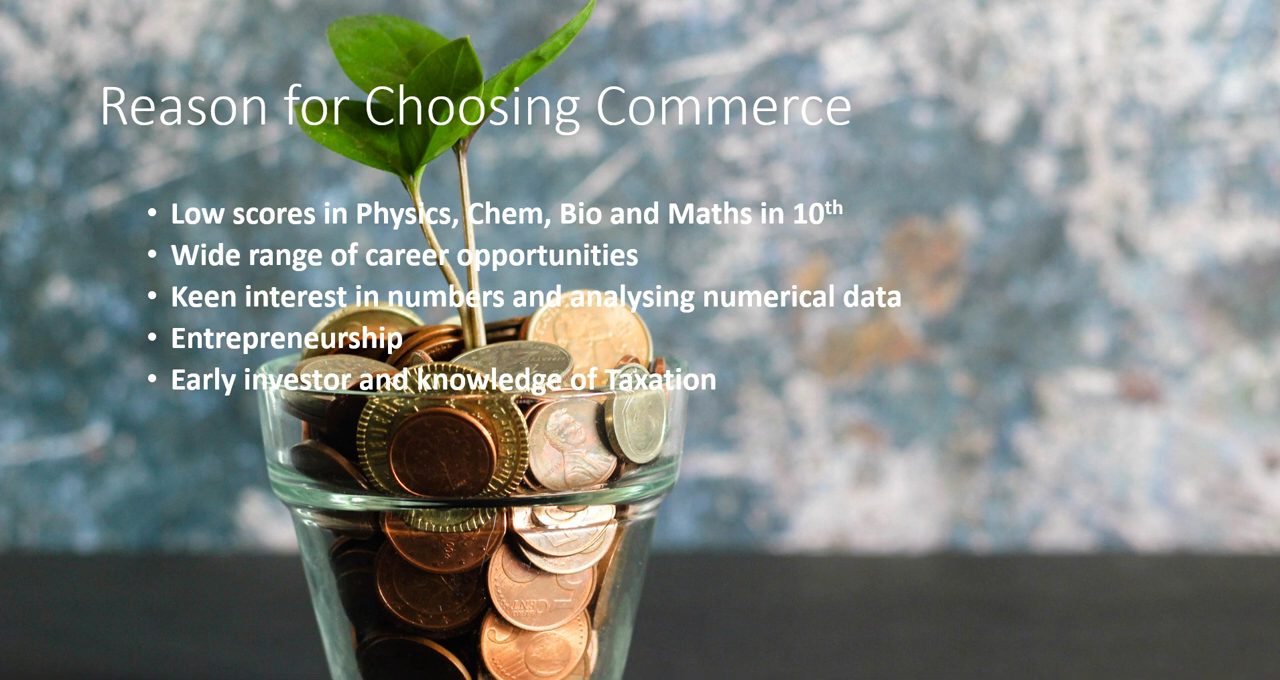 Reason for Choosing Commerce
• Low scores in Physics, Chem, Bio and Maths in 10th
• Wide range of career opportunities
• Keen interest in numbers and analysing numerical data
• Entrepreneurship
• Early investor and knowledge of Taxation